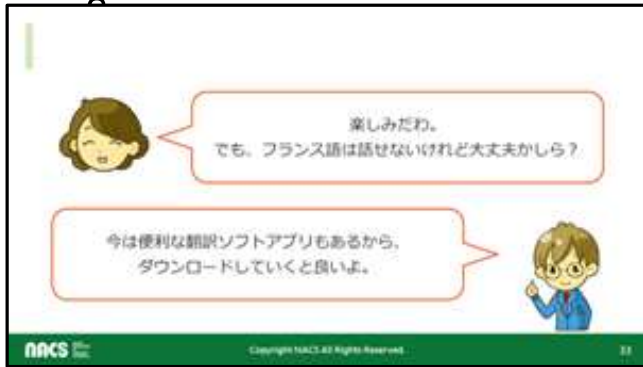 楽しみだわ。
でも、フランス語は話せないけれど大丈夫かしら？
今は便利な翻訳ソフトアプリもあるから、
ダウンロードしていくと良いよ。
NACS
Copyright NACS All Rights Reserved.
33